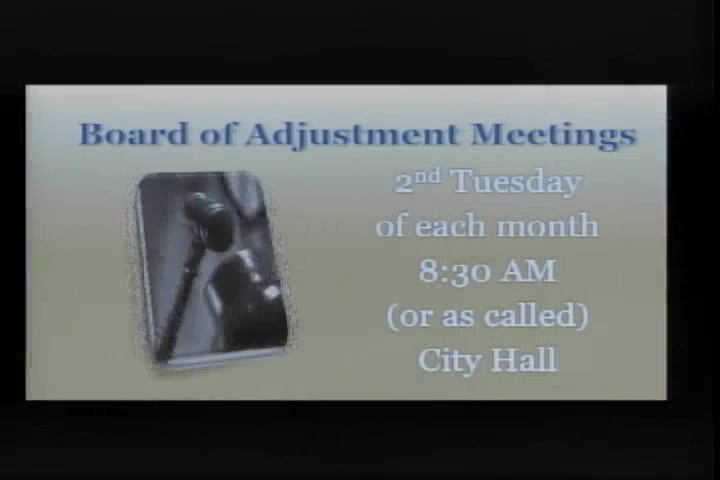 Board of Adjustment Meetings
2nd Tuesday
of each month
8:30 AM
(or as called)
City Hall